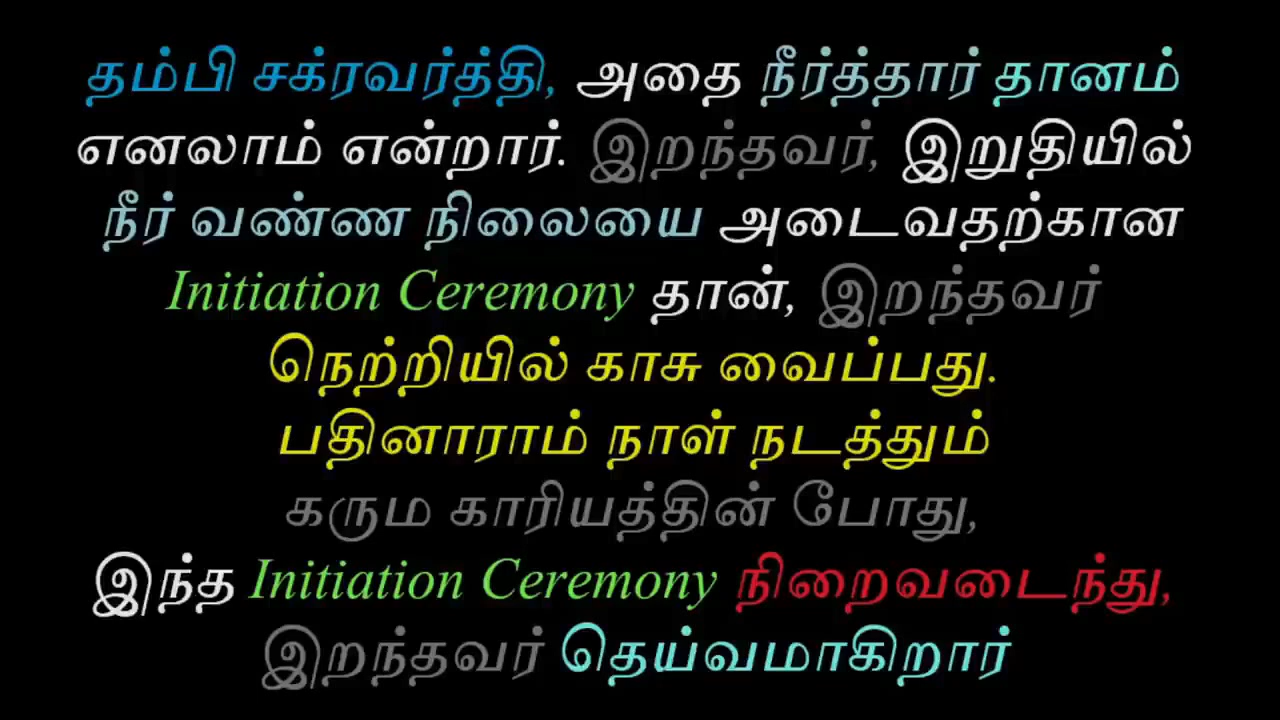 தம்பி சக்ரவர்த்தி, அதை நீர்த்தார் தானம்
எனலாம் என்றார். இறந்தவர், இறுதியில்
நீர் வண்ண நிலையை அடைவதற்கான
Initiation Ceremony தான், இறந்தவர்
நெற்றியில் காசு வைப்பது.
பதினாராம் நாள் நடத்தும்
கரும காரியத்தின் போது,
இந்த Initiation Ceremony நிறைவடைந்து,
இறந்தவர் தெய்வமாகிறார்